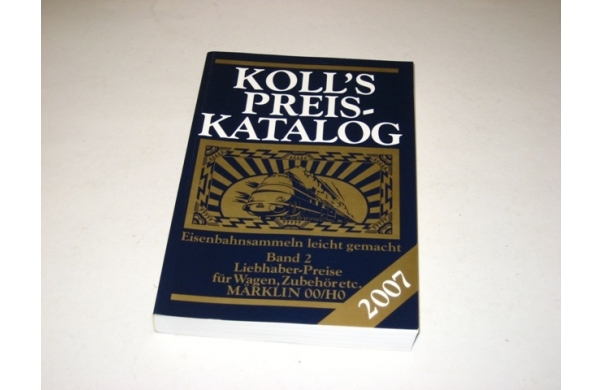 KOLL'S
PREIS-
KATALOG
Eisenbahnsammeln leicht gemacht
Band 2
Liebhaber-Preise
für Wagen, Zubehör etc.
MÄRKLIN 00/H0
2007